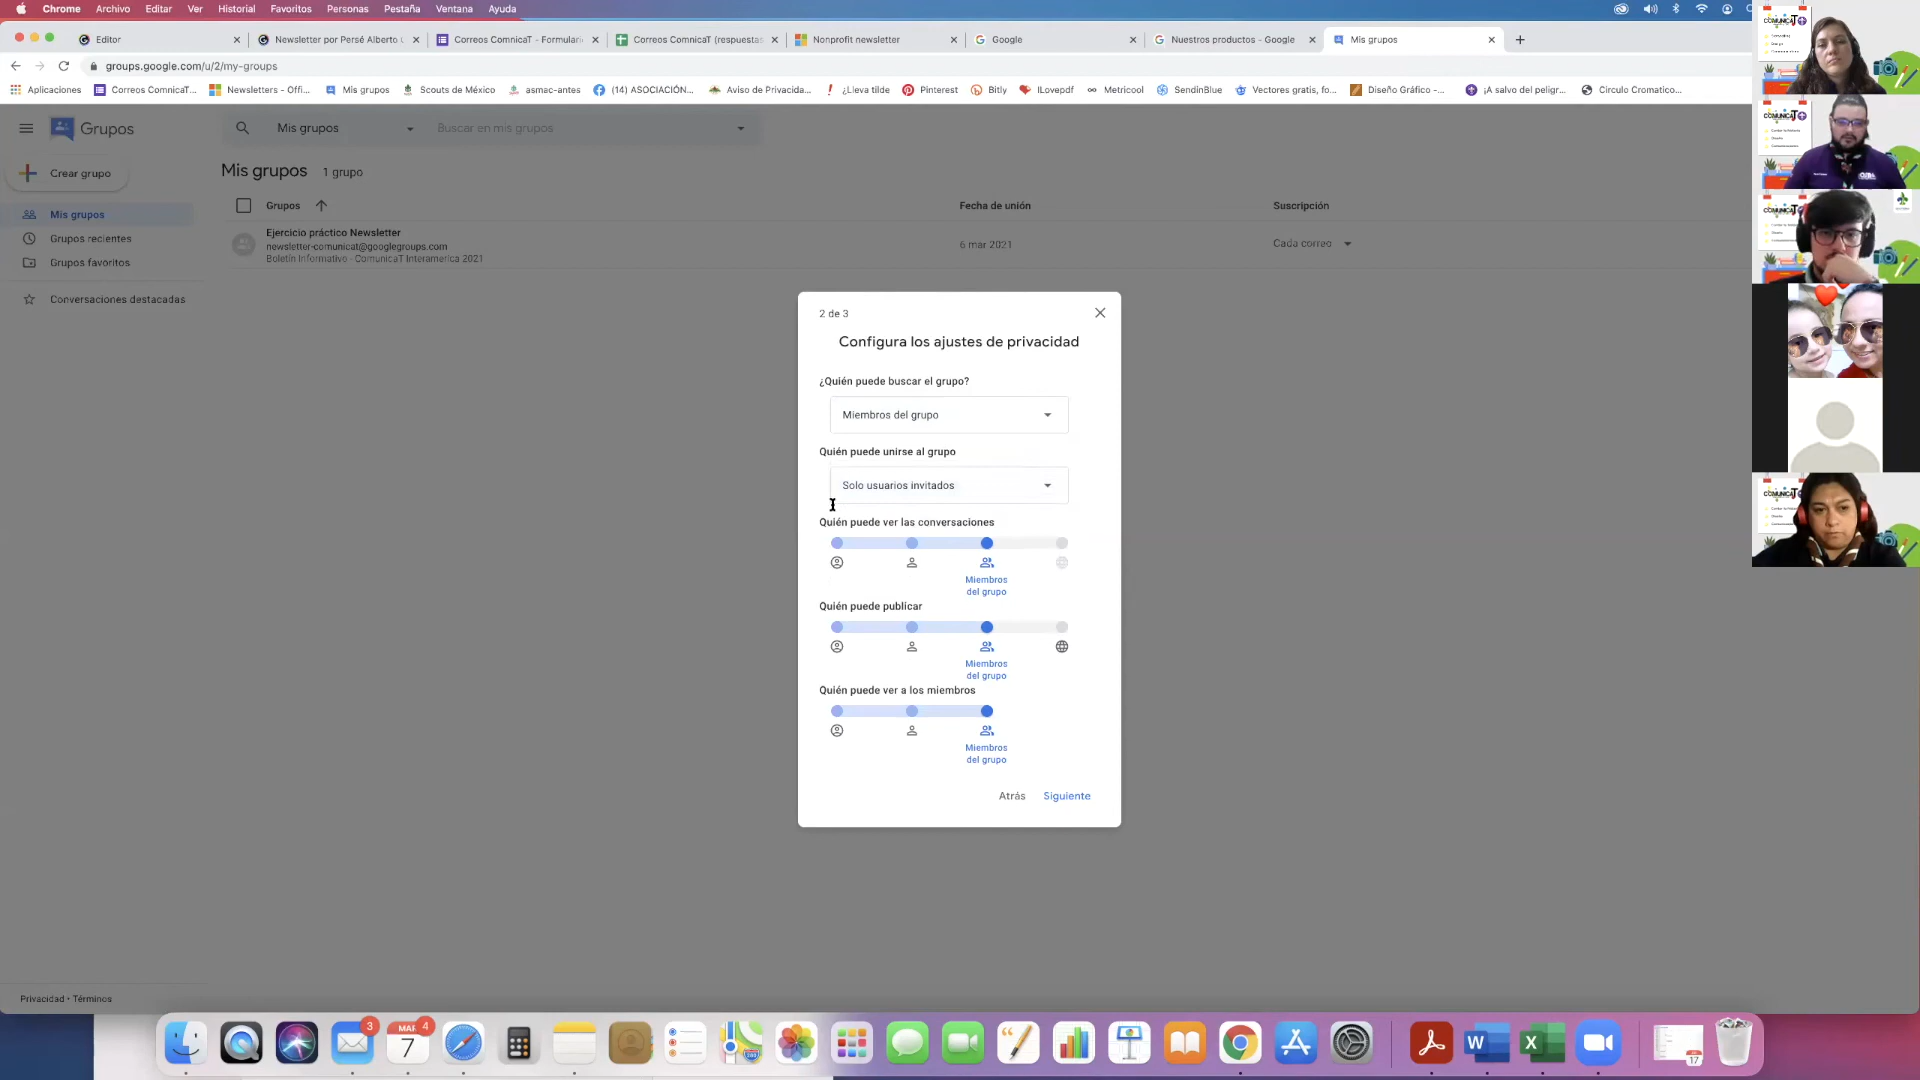 Chrome Archivo Editar Ver Historial Favoritos Personas Pestaña Ventana Ayuda
Editor
Newsletter por Persé Alberto
Correos ComnicaT - Formulari
Correos ComnicaT (respuestas
Nonprofit newsletter
Google
Nuestros productos - Google
Mis grupos
groups.google.com/u/2/my-groups
Aplicaciones
Correos ComnicaT...
Newsletters - Offi...
Mis grupos
Scouts de México
asmac-antes
(14) ASOCIACIÓN...
Aviso de Privacida...
¿Lleva tilde
Pinterest
Bitly
ILovepdf
Metricool
SendinBlue
Vectores gratis, fo...
Diseño Gráfico -...
¡A salvo del peligr...
Circulo Cromatico...
Grupos
Mis grupos
Buscar en mis grupos
Crear grupo
Mis grupos
Grupos recientes
Grupos favoritos
Conversaciones destacadas
Mis grupos 1 grupo
Grupos
Fecha de unión
Suscripción
Ejercicio práctico Newsletter
newsletter-comunicat@googlegroups.com
Boletín Informativo - ComunicaT Interamerica 2021
6 mar 2021
Cada correo
2 de 3
Configura los ajustes de privacidad
¿Quién puede buscar el grupo?
Miembros del grupo
Quién puede unirse al grupo
Solo usuarios invitados
Quién puede ver las conversaciones
Miembros
del grupo
Quién puede publicar
Miembros
del grupo
Quién puede ver a los miembros
Miembros
del grupo
Atrás Siguiente
Privacidad • Términos
3
MAR
7
4
W
X
17